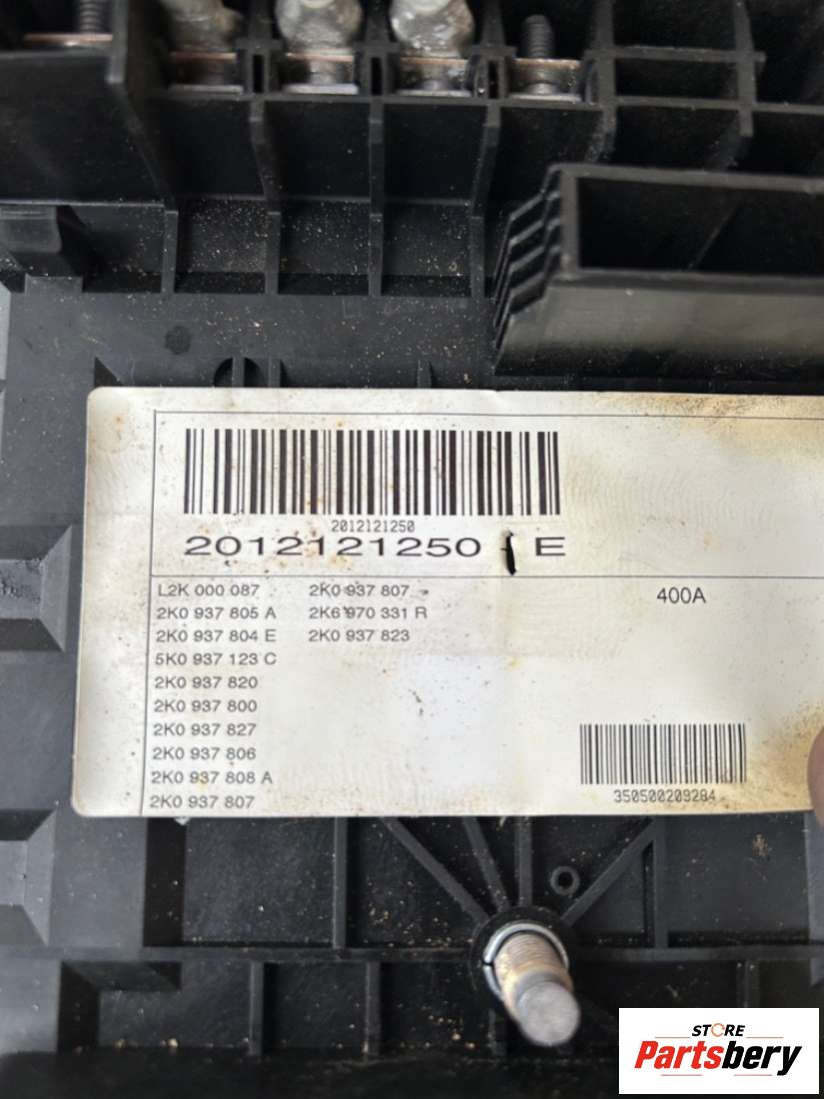 2012121250
2012121250 E
L2K 000 087
2K0 937 805 A
2K0 937 804 E
5K0 937 123 C
2K0 937 820
2K0 937 800
2K0 937 827
2K0 937 806
2K0 937 808 A
2K0 937 807
2K0 937 807
2K6 970 331 R
2K0 937 823
400A
350500209284
STORE
Partsbery